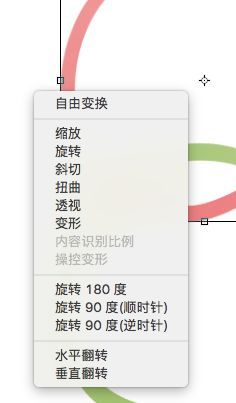 自由变换
缩放
旋转
斜切
扭曲
透视
变形
内容识别比例
操控变形
旋转 180 度
旋转 90 度(顺时针)
旋转 90 度(逆时针)
水平翻转
垂直翻转